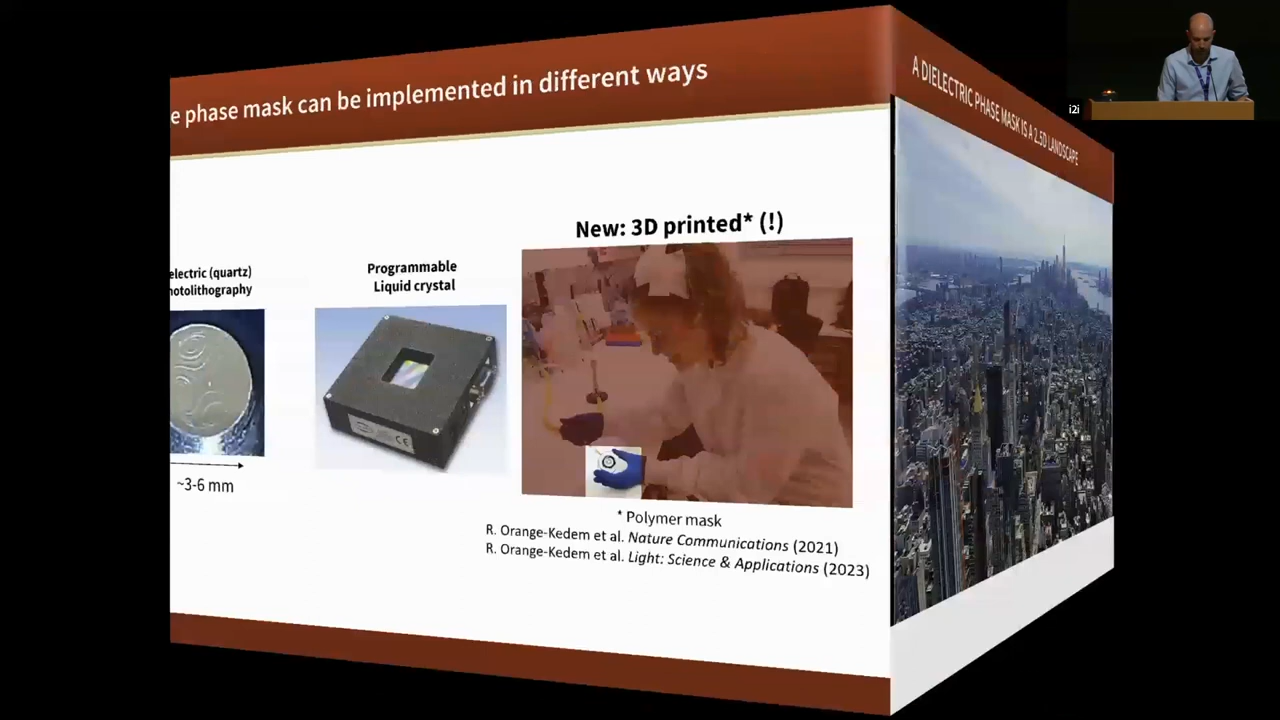 e phase mask can be implemented in different ways
electric (quartz)
hotolithography
~3-6 mm
Programmable
Liquid crystal
New: 3D printed* (!)
* Polymer mask
R. Orange-Kedem et al. Nature Communications (2021)
R. Orange-Kedem et al. Light: Science & Applications (2023)
A DIELECTRIC PHASE MASK IS A 2.5D LANDSCAPE
i2i